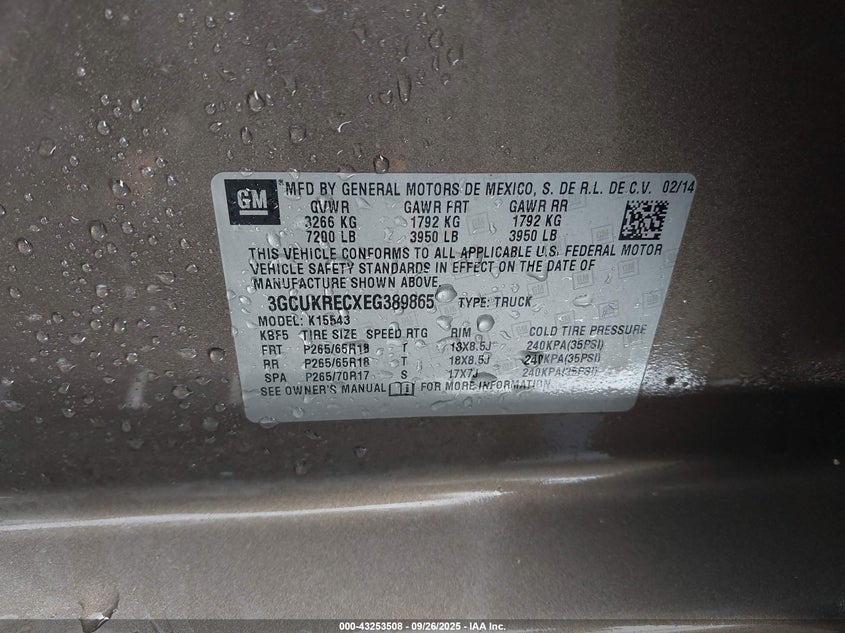 GM *MFD BY GENERAL MOTORS DE MEXICO, S. DE R.L. DE C.V. 02/14
GVWR GAWR FRT GAWR RR
3266 KG 1792 KG 1792 KG
7200 LB 3950 LB 3950 LB
THIS VEHICLE CONFORMS TO ALL APPLICABLE U.S. FEDERAL MOTOR
VEHICLE SAFETY STANDARDS IN EFFECT ON THE DATE OF
MANUFACTURE SHOWN ABOVE.
3GCUKRECXEG389865 TYPE: TRUCK
MODEL: K15543
K8F5 TIRE SIZE SPEED RTG RIM COLD TIRE PRESSURE
FRT P265/65R18 T 18X8.5J 240KPA(35PSI)
RR P265/65R18 T 18X8.5J 240KPA(35PSI)
SPA P265/70R17 S 17X7J 240KPA(35PSI)
SEE OWNER'S MANUAL FOR MORE INFORMATION
000-43253508 - 09/26/2025 - IAA Inc.